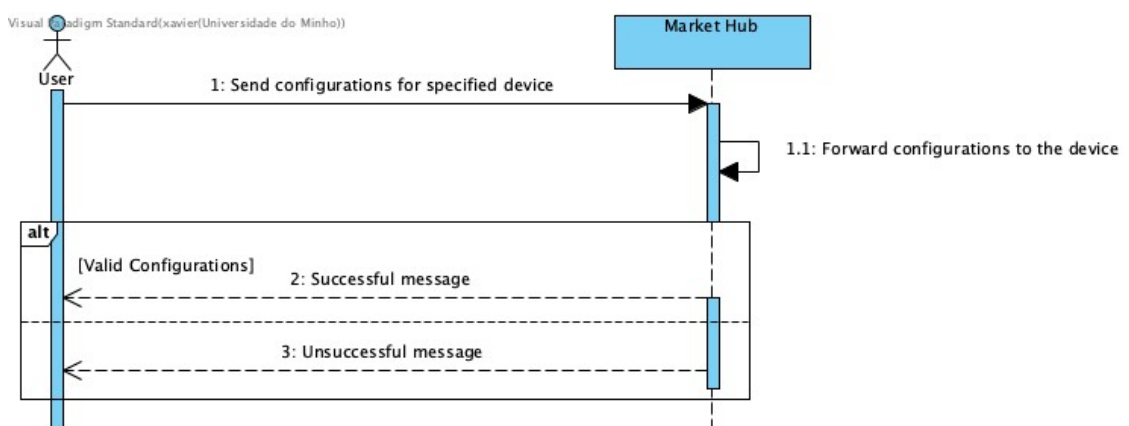 Visual Paradigm Standard(xavier(Universidade do Minho))
Market Hub
User
1: Send configurations for specified device
1.1: Forward configurations to the device
alt
[Valid Configurations]
2: Successful message
3: Unsuccessful message